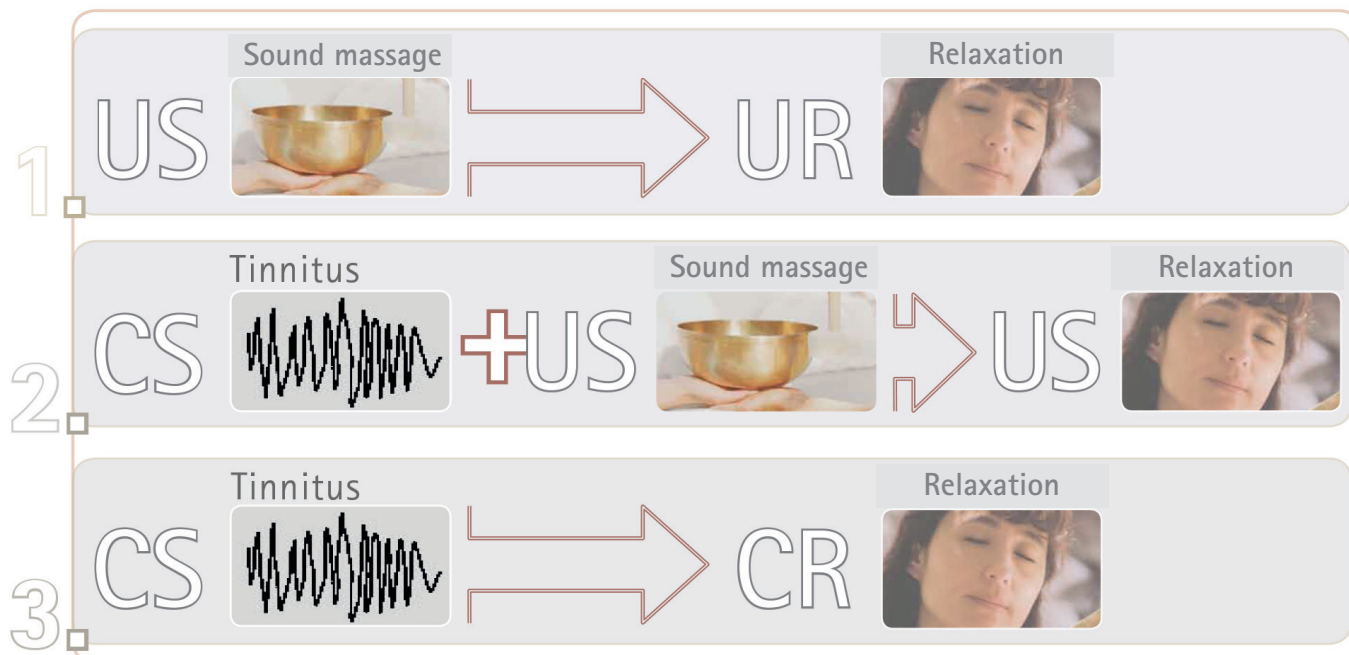 Sound massage
Relaxation
US
UR
1
Tinnitus
Sound massage
Relaxation
CS
+US
US
2
Tinnitus
Relaxation
CS
CR
3